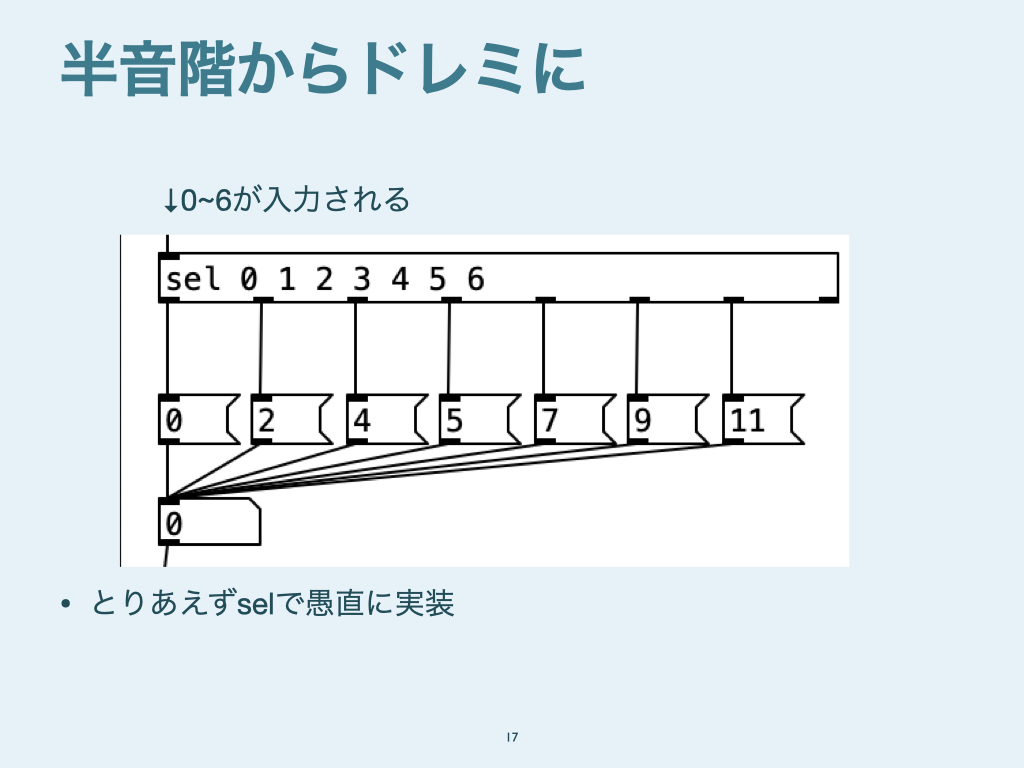 半音階からドレミに
↓0~6が入力される
sel 0 1 2 3 4 5 6
0 2 4 5 7 9 11
0
• とりあえずselで愚直に実装
17